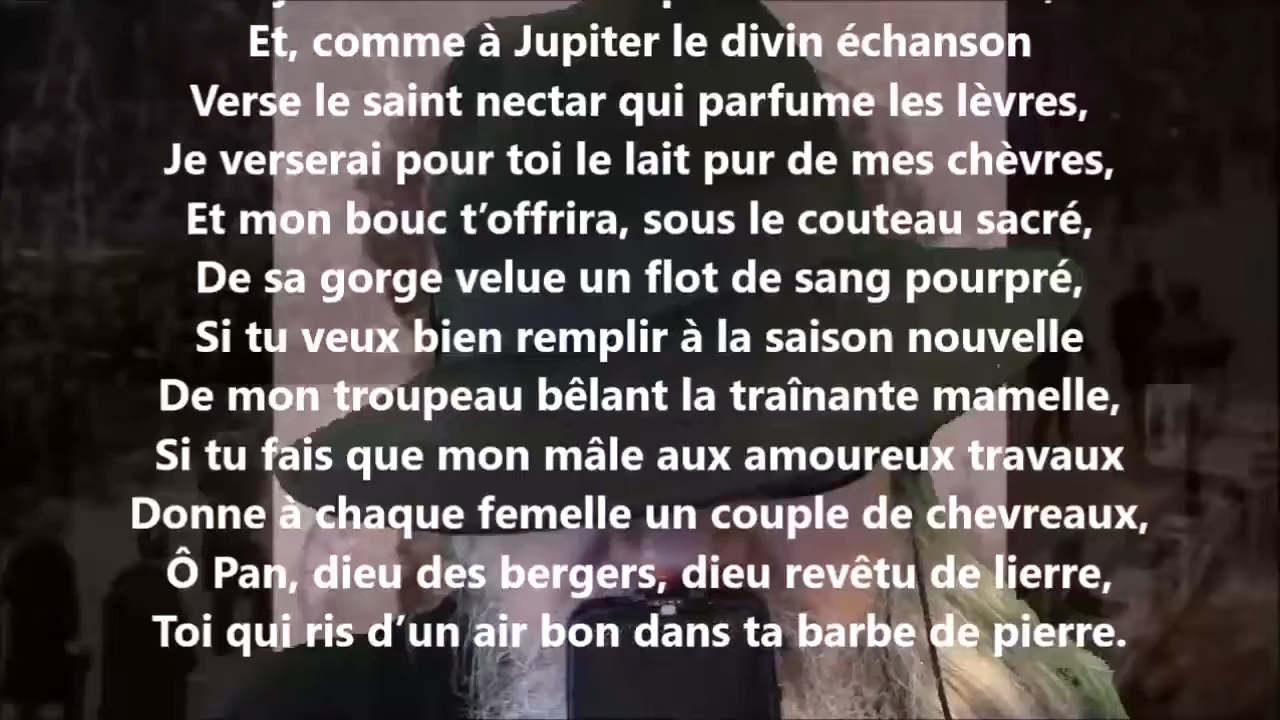 Et, comme à Jupiter le divin échanson
Verse le saint nectar qui parfume les lèvres,
Je verserai pour toi le lait pur de mes chèvres,
Et mon bouc t’offrira, sous le couteau sacré,
De sa gorge velue un flot de sang pourpré,
Si tu veux bien remplir à la saison nouvelle
De mon troupeau bêlant la traînante mamelle,
Si tu fais que mon mâle aux amoureux travaux
Donne à chaque femelle un couple de chevreaux,
Ô Pan, dieu des bergers, dieu revêtu de lierre,
Toi qui ris d’un air bon dans ta barbe de pierre.